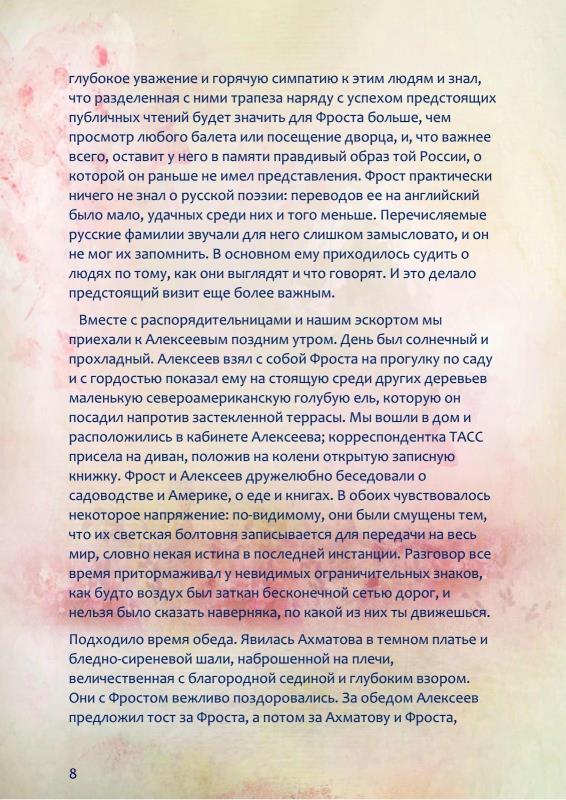 глубокое уважение и горячую симпатию к этим людям и знал,
что разделенная с ними трапеза наряду с успехом предстоящих
публичных чтений будет значить для Фроста больше, чем
просмотр любого балета или посещение дворца, и, что важнее
всего, оставит у него в памяти правдивый образ той России, о
которой он раньше не имел представления. Фрост практически
ничего не знал о русской поэзии: переводов ее на английский
было мало, удачных среди них и того меньше. Перечисляемые
русские фамилии звучали для него слишком замысловато, и он
не мог их запомнить. В основном ему приходилось судить о
людях по тому, как они выглядят и что говорят. И это делало
предстоящий визит еще более важным.
Вместе с распорядительницами и нашим эскортом мы
приехали к Алексеевым поздним утром. День был солнечный и
прохладный. Алексеев взял с собой Фроста на прогулку по саду
и с гордостью показал ему на стоящую среди других деревьев
маленькую североамериканскую голубую ель, которую он
посадил напротив застекленной террасы. Мы вошли в дом и
расположились в кабинете Алексеева; корреспондентка ТАСС
присела на диван, положив на колени открытую записную
книжку. Фрост и Алексеев дружелюбно беседовали о
садоводстве и Америке, о еде и книгах. В обоих чувствовалось
некоторое напряжение: по-видимому, они были смущены тем,
что их светская болтовня записывается для передачи на весь
мир, словно некая истина в последней инстанции. Разговор все
время притормаживал у невидимых ограничительных знаков,
как будто воздух был заткан бесконечной сетью дорог, и
нельзя было сказать наверняка, по какой из них ты движешься.
Подходило время обеда. Явилась Ахматова в темном платье и
бледно-сиреневой шали, наброшенной на плечи,
величественная с благородной сединой и глубоким взором.
Они с Фростом вежливо поздоровались. За обедом Алексеев
предложил тост за Фроста, а потом за Ахматову и Фроста,
8